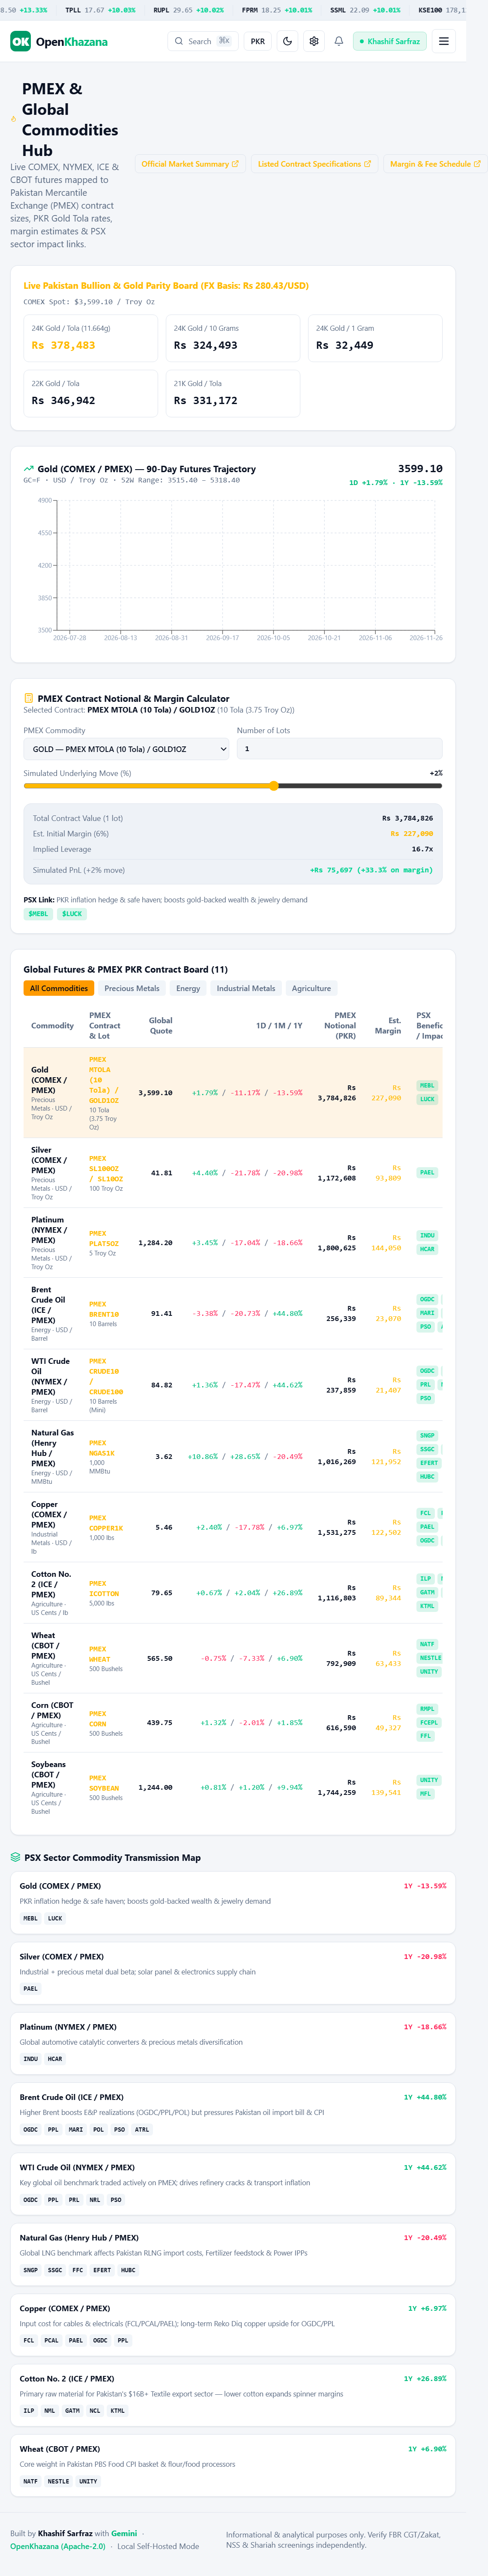 8.50 +13.33% TPLL 17.67 +10.03% RUPL 29.65 +10.02% FPRM 18.25 +10.01% SSML 22.09 +10.01% KSE100 178,1
OK OpenKhazana Search ⌘K PKR Khashif Sarfraz
PMEX &
Global
Commodities
Hub
Live COMEX, NYMEX, ICE &
CBOT futures mapped to
Pakistan Mercantile
Exchange (PMEX) contract
sizes, PKR Gold Tola rates,
margin estimates & PSX
sector impact links.
Official Market Summary Listed Contract Specifications Margin & Fee Schedule
Live Pakistan Bullion & Gold Parity Board (FX Basis: Rs 280.43/USD)
COMEX Spot: $3,599.10 / Troy Oz
24K Gold / Tola (11.664g) 24K Gold / 10 Grams 24K Gold / 1 Gram
Rs 378,483 Rs 324,493 Rs 32,449
22K Gold / Tola 21K Gold / Tola
Rs 346,942 Rs 331,172
Gold (COMEX / PMEX) — 90-Day Futures Trajectory 3599.10
GC=F · USD / Troy Oz · 52W Range: 3515.40 – 5318.40 1D +1.79% · 1Y -13.59%
4900
4550
4200
3850
3500
2026-07-28 2026-08-13 2026-08-31 2026-09-17 2026-10-05 2026-10-21 2026-11-06 2026-11-26
PMEX Contract Notional & Margin Calculator
Selected Contract: PMEX MTOLA (10 Tola) / GOLD1OZ (10 Tola (3.75 Troy Oz))
PMEX Commodity Number of Lots
GOLD — PMEX MTOLA (10 Tola) / GOLD1OZ 1
Simulated Underlying Move (%) +2%
Total Contract Value (1 lot) Rs 3,784,826
Est. Initial Margin (6%) Rs 227,090
Implied Leverage 16.7x
Simulated PnL (+2% move) +Rs 75,697 (+33.3% on margin)
PSX Link: PKR inflation hedge & safe haven; boosts gold-backed wealth & jewelry demand
$MEBL $LUCK
Global Futures & PMEX PKR Contract Board (11)
All Commodities Precious Metals Energy Industrial Metals Agriculture
Commodity PMEX Contract & Lot Global Quote 1D / 1M / 1Y PMEX Notional (PKR) Est. Margin PSX Benefic / Impac
Gold (COMEX / PMEX) Precious Metals · USD / Troy Oz PMEX MTOLA (10 Tola) / GOLD1OZ 10 Tola (3.75 Troy Oz) 3,599.10 +1.79% / -11.17% / -13.59% Rs 3,784,826 Rs 227,090 MEBL LUCK
Silver (COMEX / PMEX) Precious Metals · USD / Troy Oz PMEX SL100OZ / SL10OZ 100 Troy Oz 41.81 +4.40% / -21.78% / -20.98% Rs 1,172,608 Rs 93,809 PAEL
Platinum (NYMEX / PMEX) Precious Metals · USD / Troy Oz PMEX PLAT5OZ 5 Troy Oz 1,284.20 +3.45% / -17.04% / -18.66% Rs 1,800,625 Rs 144,050 INDU HCAR
Brent Crude Oil (ICE / PMEX) Energy · USD / Barrel PMEX BRENT10 10 Barrels 91.41 -3.38% / -20.73% / +44.80% Rs 256,339 Rs 23,070 OGDC MARI PSO
WTI Crude Oil (NYMEX / PMEX) Energy · USD / Barrel PMEX CRUDE10 / CRUDE100 10 Barrels (Mini) 84.82 +1.36% / -17.47% / +44.62% Rs 237,859 Rs 21,407 OGDC PRL PSO
Natural Gas (Henry Hub / PMEX) Energy · USD / MMBtu PMEX NGAS1K 1,000 MMBtu 3.62 +10.86% / +28.65% / -20.49% Rs 1,016,269 Rs 121,952 SNGP SSGC EFERT HUBC
Copper (COMEX / PMEX) Industrial Metals · USD / lb PMEX COPPER1K 1,000 lbs 5.46 +2.40% / -17.78% / +6.97% Rs 1,531,275 Rs 122,502 FCL PAEL OGDC
Cotton No. 2 (ICE / PMEX) Agriculture · US Cents / lb PMEX ICOTTON 5,000 lbs 79.65 +0.67% / +2.04% / +26.89% Rs 1,116,803 Rs 89,344 ILP GATM KTML
Wheat (CBOT / PMEX) Agriculture · US Cents / Bushel PMEX WHEAT 500 Bushels 565.50 -0.75% / -7.33% / +6.90% Rs 792,909 Rs 63,433 NATF NESTLE UNITY
Corn (CBOT / PMEX) Agriculture · US Cents / Bushel PMEX CORN 500 Bushels 439.75 +1.32% / -2.01% / +1.85% Rs 616,590 Rs 49,327 RMPL FCEPL FFL
Soybeans (CBOT / PMEX) Agriculture · US Cents / Bushel PMEX SOYBEAN 500 Bushels 1,244.00 +0.81% / +1.20% / +9.94% Rs 1,744,259 Rs 139,541 UNITY MFL
PSX Sector Commodity Transmission Map
Gold (COMEX / PMEX) 1Y -13.59%
PKR inflation hedge & safe haven; boosts gold-backed wealth & jewelry demand
MEBL LUCK
Silver (COMEX / PMEX) 1Y -20.98%
Industrial + precious metal dual beta; solar panel & electronics supply chain
PAEL
Platinum (NYMEX / PMEX) 1Y -18.66%
Global automotive catalytic converters & precious metals diversification
INDU HCAR
Brent Crude Oil (ICE / PMEX) 1Y +44.80%
Higher Brent boosts E&P realizations (OGDC/PPL/POL) but pressures Pakistan oil import bill & CPI
OGDC PPL MARI POL PSO ATRL
WTI Crude Oil (NYMEX / PMEX) 1Y +44.62%
Key global oil benchmark traded actively on PMEX; drives refinery cracks & transport inflation
OGDC PPL PRL NRL PSO
Natural Gas (Henry Hub / PMEX) 1Y -20.49%
Global LNG benchmark affects Pakistan RLNG import costs, Fertilizer feedstock & Power IPPs
SNGP SSGC FFC EFERT HUBC
Copper (COMEX / PMEX) 1Y +6.97%
Input cost for cables & electricals (FCL/PCAL/PAEL); long-term Reko Diq copper upside for OGDC/PPL
FCL PCAL PAEL OGDC PPL
Cotton No. 2 (ICE / PMEX) 1Y +26.89%
Primary raw material for Pakistan's $16B+ Textile export sector — lower cotton expands spinner margins
ILP NML GATM NCL KTML
Wheat (CBOT / PMEX) 1Y +6.90%
Core weight in Pakistan PBS Food CPI basket & flour/food processors
NATF NESTLE UNITY
Built by Khashif Sarfraz with Gemini ·
OpenKhazana (Apache-2.0) · Local Self-Hosted Mode
Informational & analytical purposes only. Verify FBR CGT/Zakat,
NSS & Shariah screenings independently.